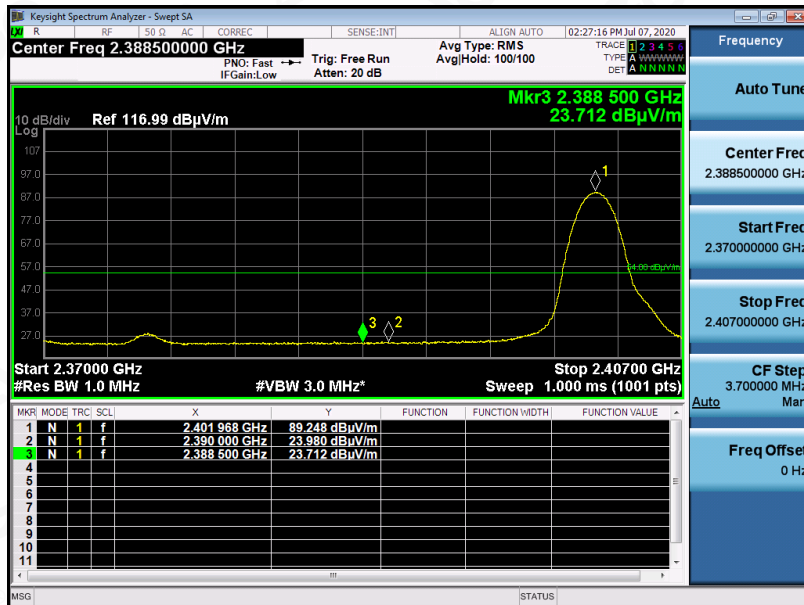 Keysight Spectrum Analyzer - Swept SA
LXI R RF 50 Ω AC CORREC SENSE:INT ALIGN AUTO 02:27:16 PM Jul 07, 2020
Center Freq 2.388500000 GHz
PNO: Fast
IFGain:Low
Trig: Free Run
Atten: 20 dB
Avg Type: RMS
Avg|Hold: 100/100
TRACE 1 2 3 4 5 6
TYPE A WWWWW
DET A N N N N N
Mkr3 2.388 500 GHz
23.712 dBµV/m
10 dB/div Ref 116.99 dBµV/m
Log
107
97.0
87.0
77.0
67.0
57.0
47.0
37.0
27.0
1
3
2
Start 2.37000 GHz Stop 2.40700 GHz
#Res BW 1.0 MHz #VBW 3.0 MHz* Sweep 1.000 ms (1001 pts)
MKR MODE TRC SCL X Y FUNCTION FUNCTION WIDTH FUNCTION VALUE
1 N 1 f 2.401 968 GHz 89.248 dBµV/m
2 N 1 f 2.390 000 GHz 23.980 dBµV/m
3 N 1 f 2.388 500 GHz 23.712 dBµV/m
4
5
6
7
8
9
10
11
MSG STATUS
Frequency
Auto Tune
Center Freq
2.388500000 GHz
Start Freq
2.370000000 GHz
Stop Freq
2.407000000 GHz
CF Step
3.700000 MHz
Auto Man
Freq Offset
0 Hz